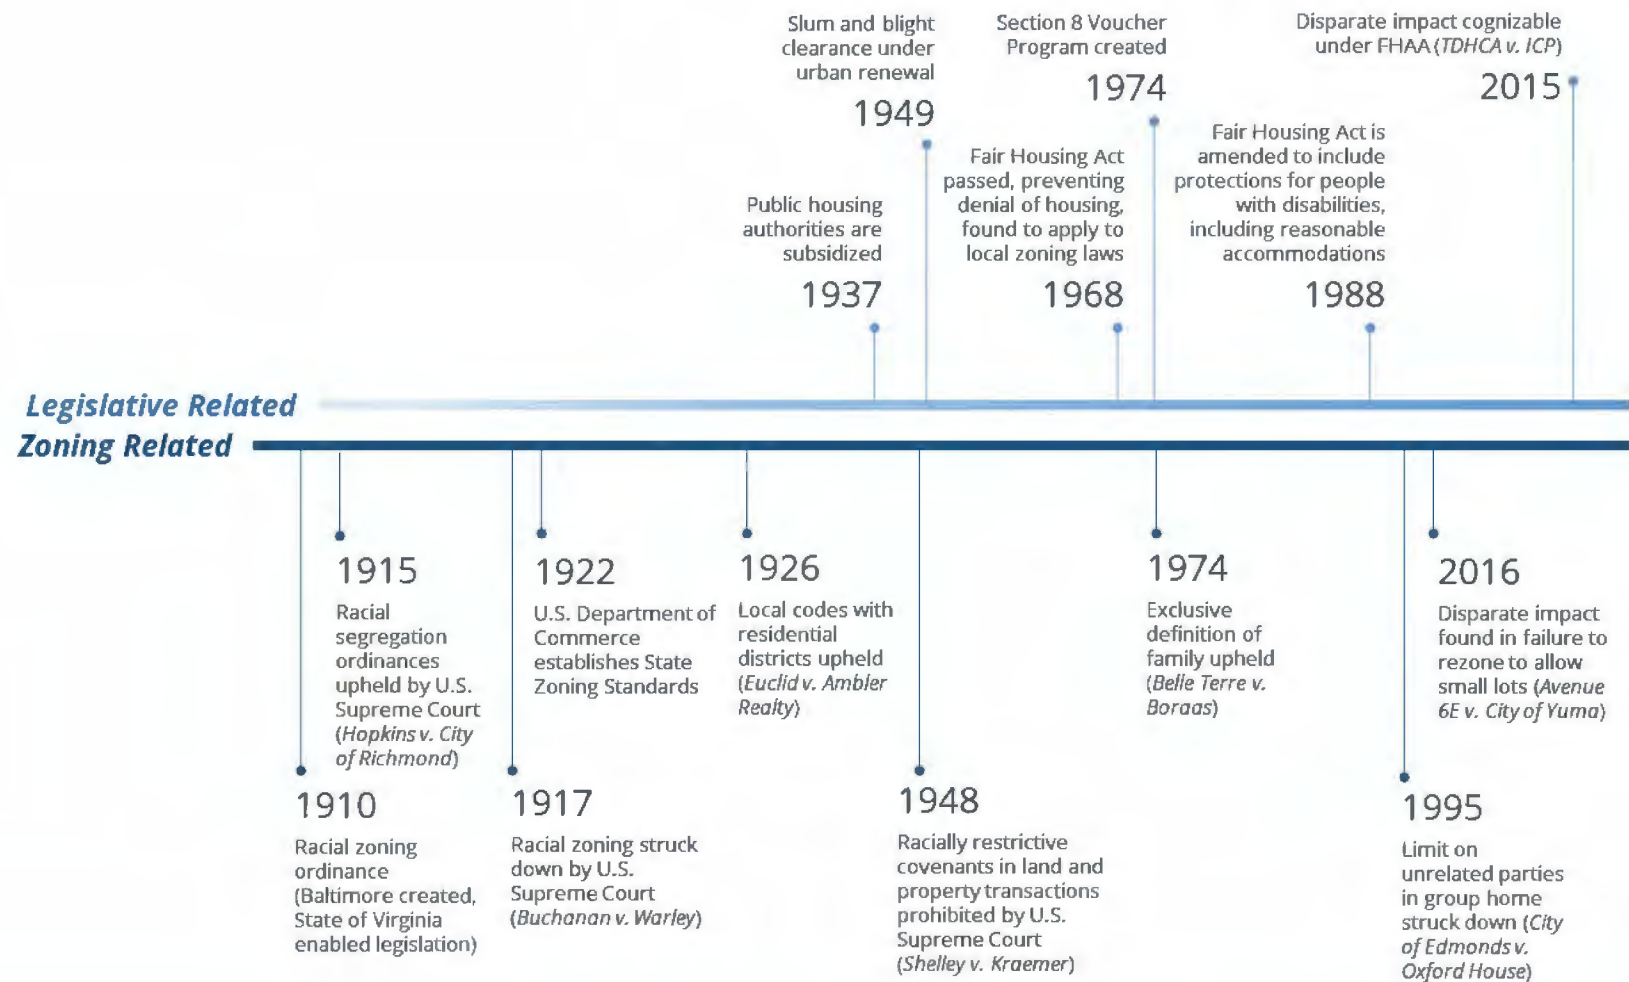 Slum and blight
clearance under
urban renewal
1949
Section 8 Voucher
Program created
1974
Disparate impact cognizable
under FHAA (TDHCA v. ICP)
2015
Public housing
authorities are
subsidized
1937
Fair Housing Act
passed, preventing
denial of housing,
found to apply to
local zoning laws
1968
Fair Housing Act is
amended to include
protections for people
with disabilities,
including reasonable
accommodations
1988
Legislative Related
Zoning Related
1915
Racial
segregation
ordinances
upheld by U.S.
Supreme Court
(Hopkins v. City
of Richmond)
1922
U.S. Department of
Commerce
establishes State
Zoning Standards
1926
Local codes with
residential
districts upheld
(Euclid v. Ambler
Realty)
1974
Exclusive
definition of
family upheld
(Belle Terre v.
Boraas)
2016
Disparate impact
found in failure to
rezone to allow
small lots (Avenue
6E v. City of Yuma)
1910
Racial zoning
ordinance
(Baltimore created,
State of Virginia
enabled legislation)
1917
Racial zoning struck
down by U.S.
Supreme Court
(Buchanan v. Warley)
1948
Racially restrictive
covenants in land and
property transactions
prohibited by U.S.
Supreme Court
(Shelley v. Kraemer)
1995
Limit on
unrelated parties
in group home
struck down (City
of Edmonds v.
Oxford House)